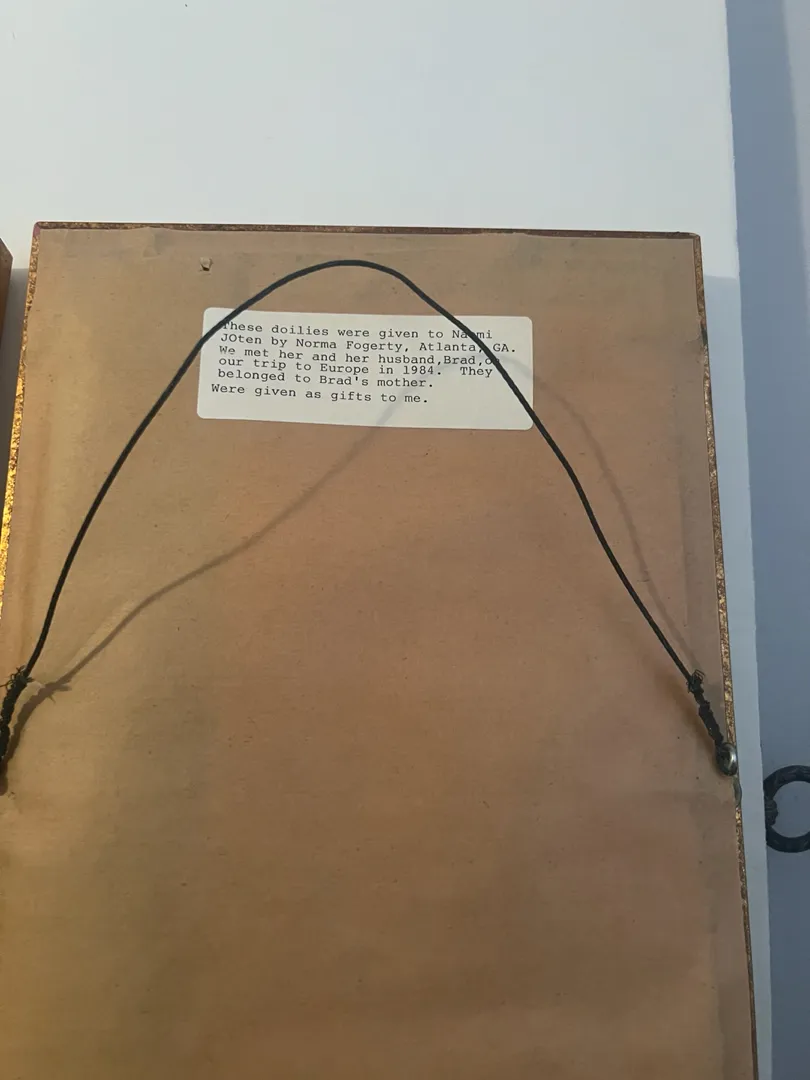 These doilies were given to Naomi
JOten by Norma Fogerty, Atlanta, GA.
We met her and her husband,Brad,on
our trip to Europe in 1984. They
belonged to Brad's mother.
Were given as gifts to me.